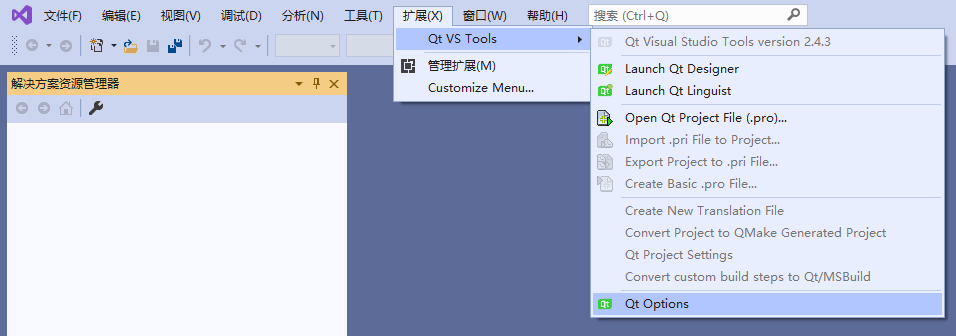 文件(F) 编辑(E) 视图(V) 调试(D) 分析(N) 工具(T) 扩展(X) 窗口(W) 帮助(H) 搜索 (Ctrl+Q)
Qt VS Tools
管理扩展(M)
Customize Menu...
Qt Visual Studio Tools version 2.4.3
Launch Qt Designer
Launch Qt Linguist
Open Qt Project File (.pro)...
Import .pri File to Project...
Export Project to .pri File...
Create Basic .pro File...
Create New Translation File
Convert Project to QMake Generated Project
Qt Project Settings
Convert custom build steps to Qt/MSBuild
Qt Options
解决方案资源管理器